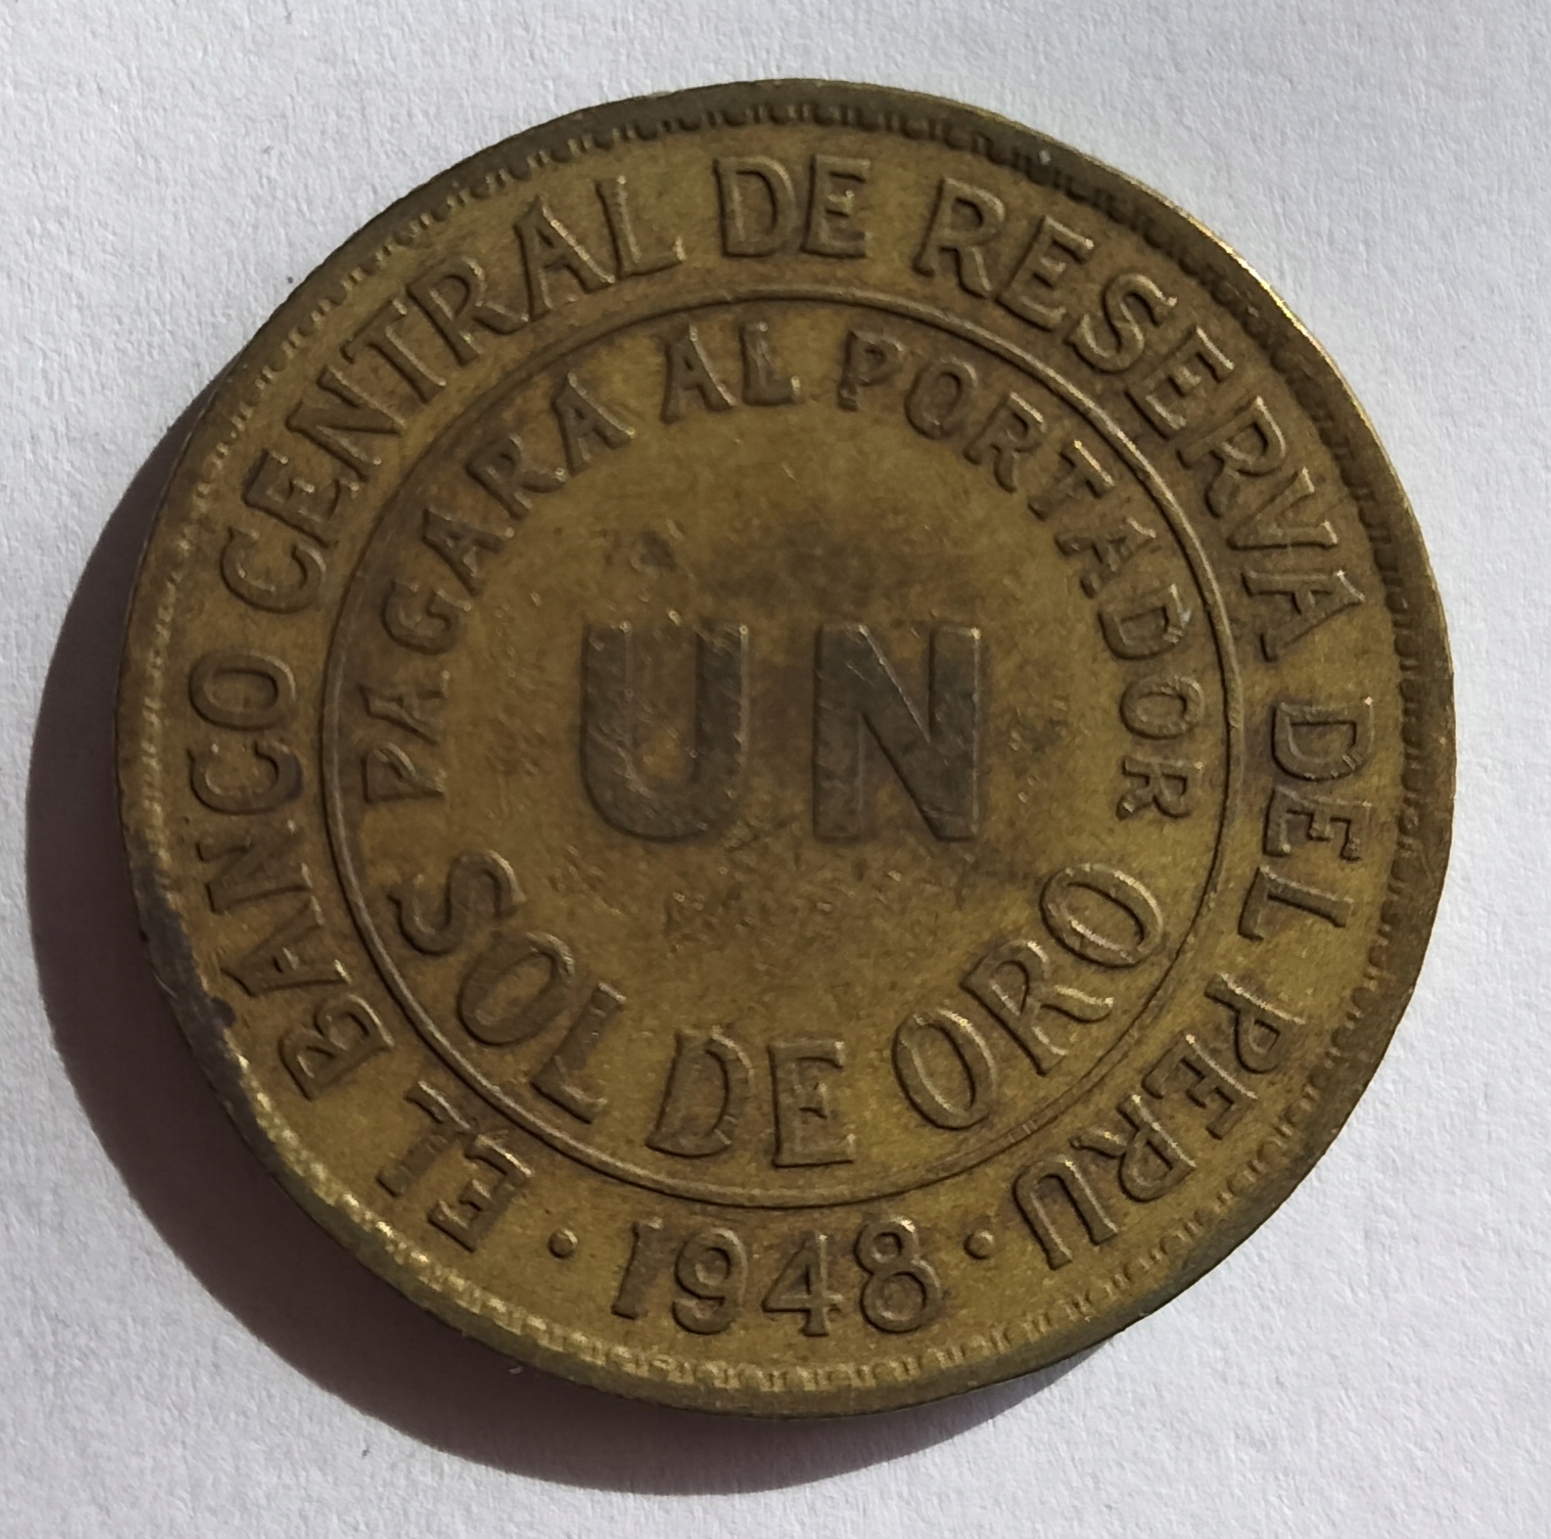 EL BANCO CENTRAL DE RESERVA DEL PERU
PAGARA AL PORTADOR
UN
SOL DE ORO
· 1948 ·